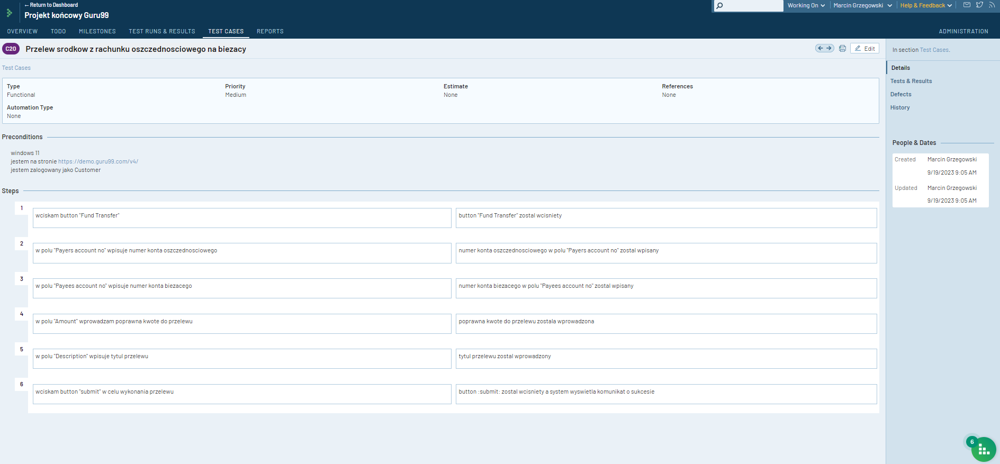 ← Return to Dashboard
Projekt końcowy Guru99
Working On
Marcin Grzegowski
Help & Feedback
OVERVIEW
TODO
MILESTONES
TEST RUNS & RESULTS
TEST CASES
REPORTS
ADMINISTRATION
C20
Przelew srodkow z rachunku oszczednosciowego na biezacy
Edit
Test Cases
Type
Functional
Priority
Medium
Estimate
None
References
None
Automation Type
None
Preconditions
windows 11
jestem na stronie https://demo.guru99.com/v4/
jestem zalogowany jako Customer
Steps
1
wciskam button "Fund Transfer"
button "Fund Transfer" zostal wcisniety
2
w polu "Payers account no" wpisuje numer konta oszczednosciowego
numer konta oszczednosciowego w polu "Payers account no" zostal wpisany
3
w polu "Payees account no" wpisuje numer konta biezacego
numer konta biezacego w polu "Payees account no" zostal wpisany
4
w polu "Amount" wprowadzam poprawna kwote do przelewu
poprawna kwote do przelewu zostala wprowadzona
5
w polu "Description" wpisuje tytul przelewu
tytul przelewu zostal wprowadzony
6
wciskam button "submit" w celu wykonania przelewu
button :submit: zostal wcisniety a system wyswietla komunikat o sukcesie
In section Test Cases.
Details
Tests & Results
Defects
History
People & Dates
Created
Marcin Grzegowski
9/19/2023 9:05 AM
Updated
Marcin Grzegowski
9/19/2023 9:05 AM
6